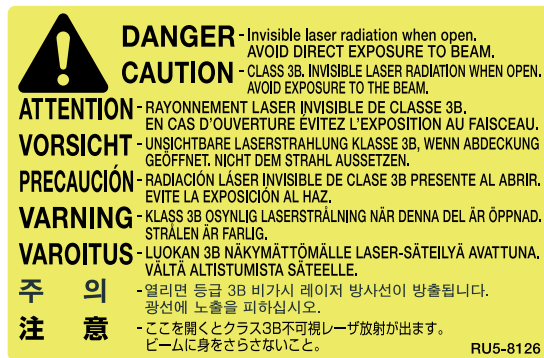 DANGER - Invisible laser radiation when open.
AVOID DIRECT EXPOSURE TO BEAM.
CAUTION - CLASS 3B. INVISIBLE LASER RADIATION WHEN OPEN.
AVOID EXPOSURE TO THE BEAM.
ATTENTION - RAYONNEMENT LASER INVISIBLE DE CLASSE 3B.
EN CAS D'OUVERTURE ÉVITEZ L'EXPOSITION AU FAISCEAU.
VORSICHT - UNSICHTBARE LASERSTRAHLUNG KLASSE 3B, WENN ABDECKUNG
GEÖFFNET. NICHT DEM STRAHL AUSSETZEN.
PRECAUCIÓN - RADIACIÓN LÁSER INVISIBLE DE CLASE 3B PRESENTE AL ABRIR.
EVITE LA EXPOSICIÓN AL HAZ.
VARNING - KLASS 3B OSYNLIG LASERSTRÅLNING NÄR DENNA DEL ÄR ÖPPNAD.
STRÅLEN ÄR FARLIG.
VAROITUS - LUOKAN 3B NÄKYMÄTTÖMÄLLE LASER-SÄTEILYÄ AVATTUNA.
VÄLTÄ ALTISTUMISTA SÄTEELLE.
주 의 - 열리면 등급 3B 비가시 레이저 방사선이 방출됩니다.
광선에 노출을 피하십시오.
注 意 - ここを開くとクラス3B不可視レーザ放射が出ます。
ビームに身をさらさないこと。
RU5-8126